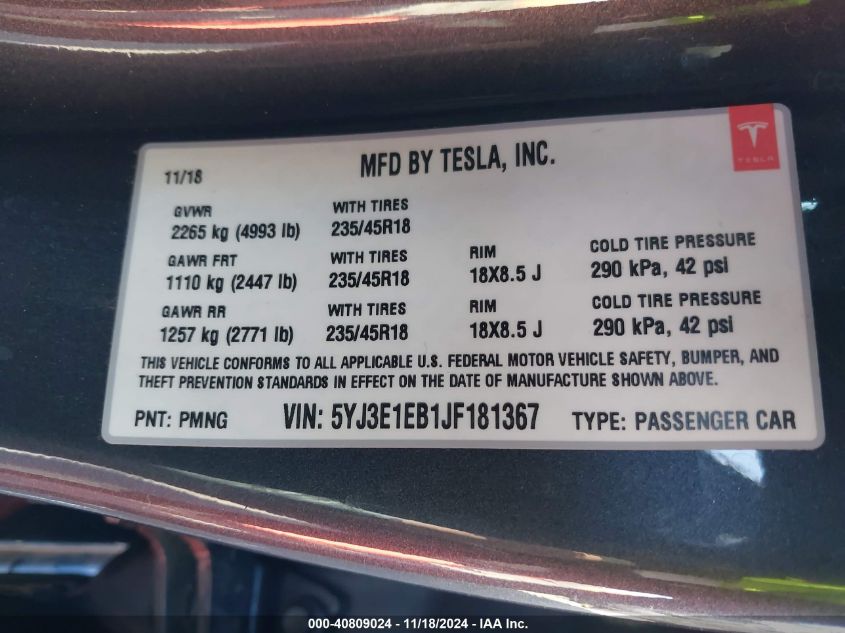 MFD BY TESLA, INC.
TESLA
11/18
GVWR WITH TIRES
2265 kg (4993 lb) 235/45R18
GAWR FRT WITH TIRES RIM COLD TIRE PRESSURE
1110 kg (2447 lb) 235/45R18 18X8.5 J 290 kPa, 42 psi
GAWR RR WITH TIRES RIM COLD TIRE PRESSURE
1257 kg (2771 lb) 235/45R18 18X8.5 J 290 kPa, 42 psi
THIS VEHICLE CONFORMS TO ALL APPLICABLE U.S. FEDERAL MOTOR VEHICLE SAFETY, BUMPER, AND
THEFT PREVENTION STANDARDS IN EFFECT ON THE DATE OF MANUFACTURE SHOWN ABOVE.
PNT: PMNG VIN: 5YJ3E1EB1JF181367 TYPE: PASSENGER CAR
000-40809024 - 11/18/2024 - IAA Inc.